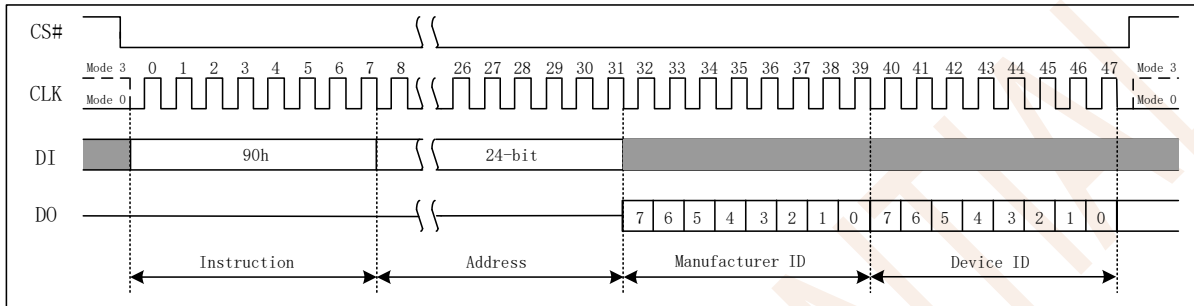 CS#
Mode 3 0 1 2 3 4 5 6 7 8 26 27 28 29 30 31 32 33 34 35 36 37 38 39 40 41 42 43 44 45 46 47 Mode 3
CLK
Mode 0 Mode 0
DI 90h 24-bit
DO 7 6 5 4 3 2 1 0 7 6 5 4 3 2 1 0
Instruction Address Manufacturer ID Device ID